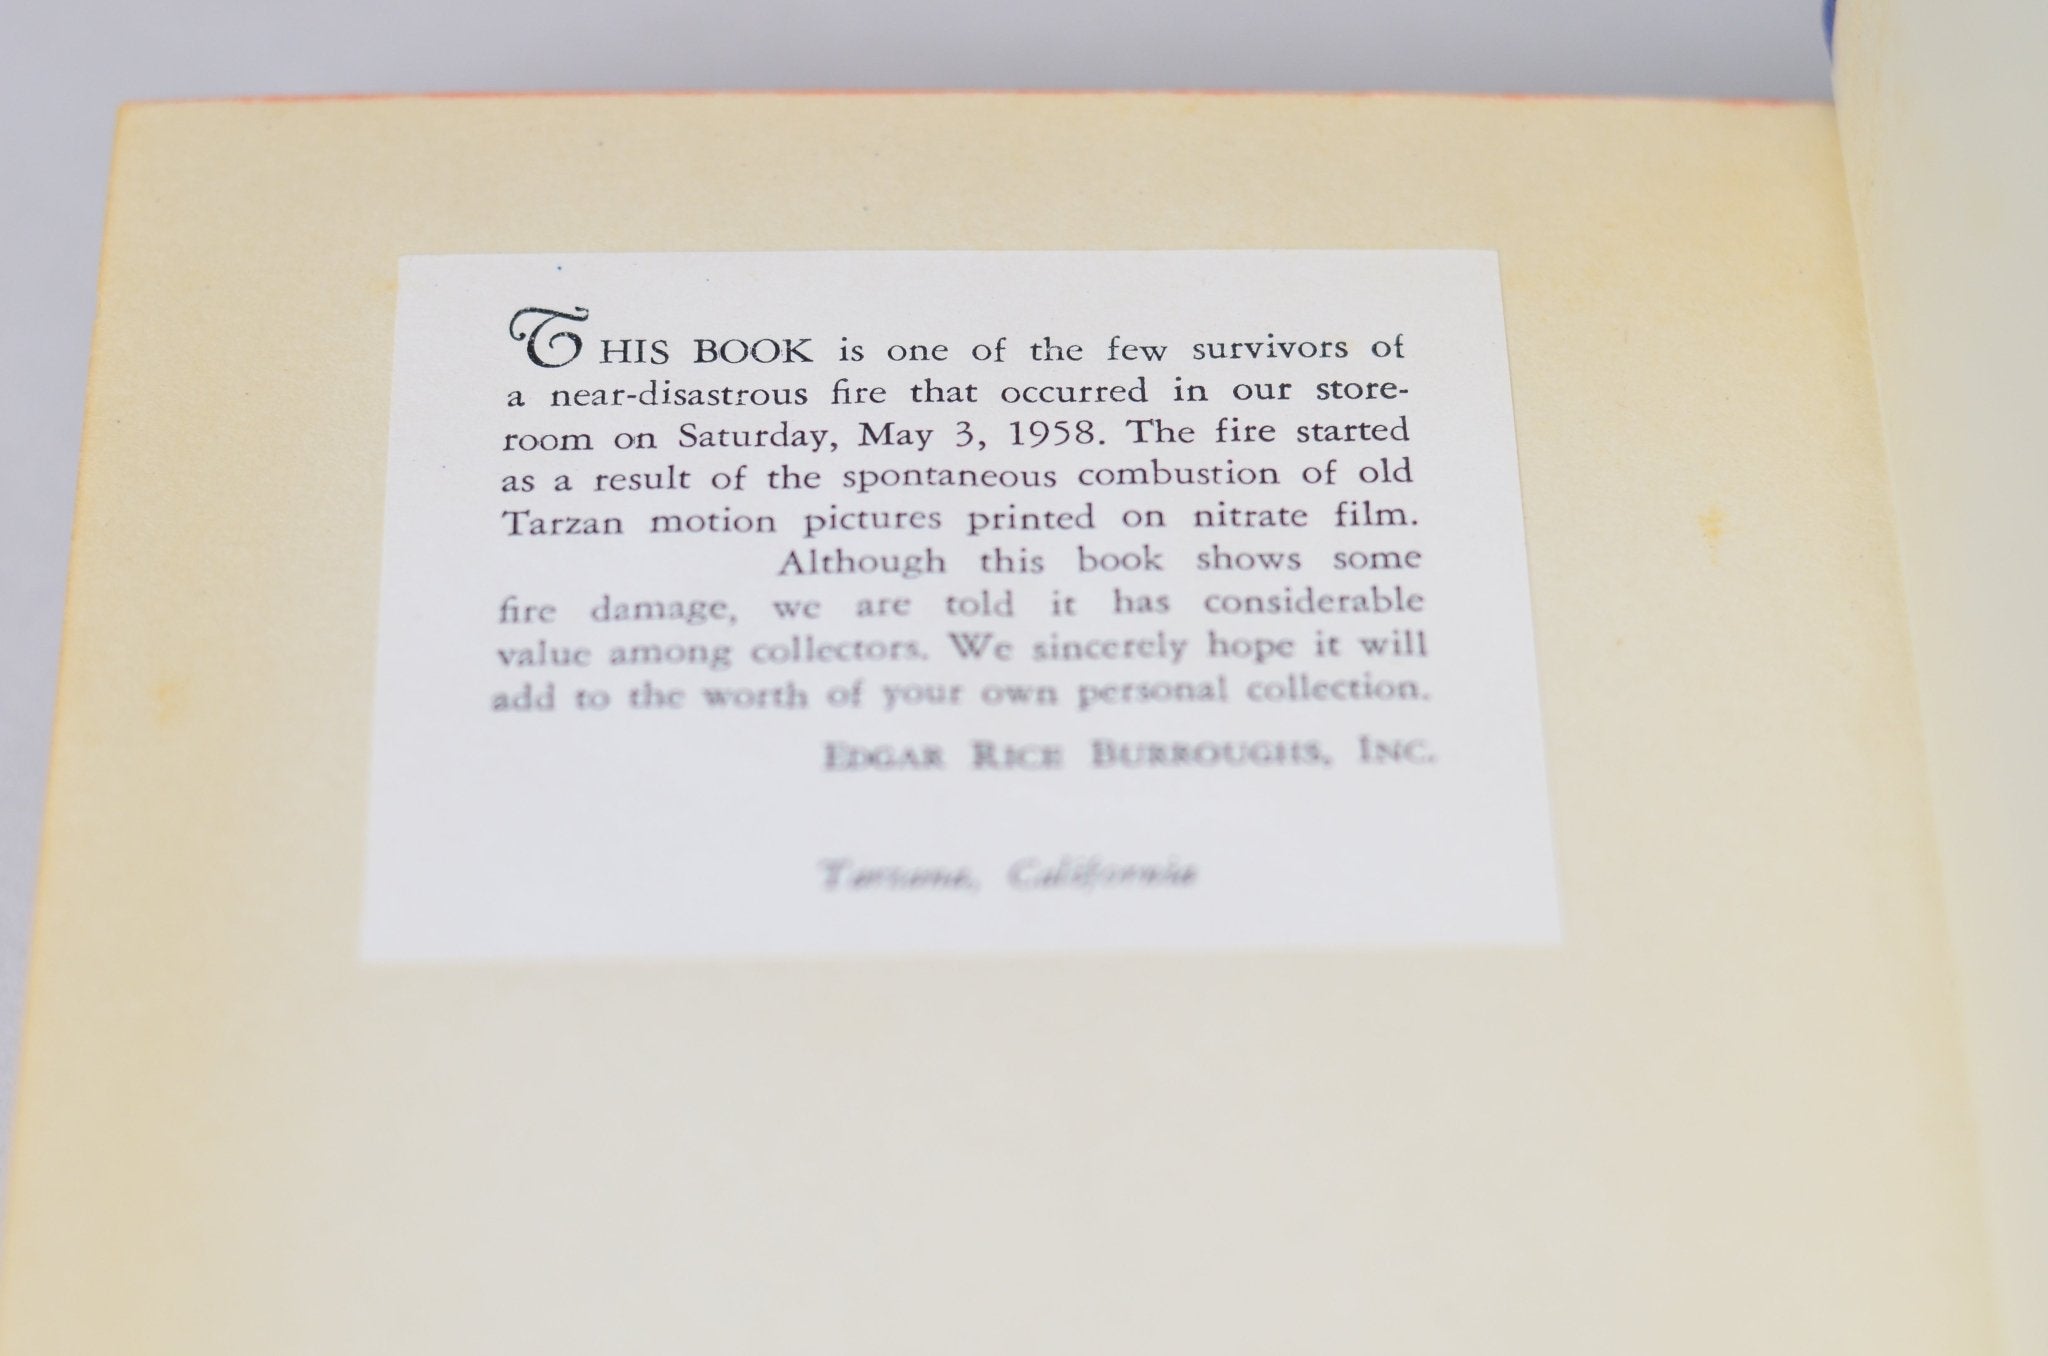 THIS BOOK is one of the few survivors of
a near-disastrous fire that occurred in our store-
room on Saturday, May 3, 1958. The fire started
as a result of the spontaneous combustion of old
Tarzan motion pictures printed on nitrate film.
Although this book shows some
fire damage, we are told it has considerable
value among collectors. We sincerely hope it will
add to the worth of your own personal collection.
EDGAR RICE BURROUGHS, INC.
Tarzana, California